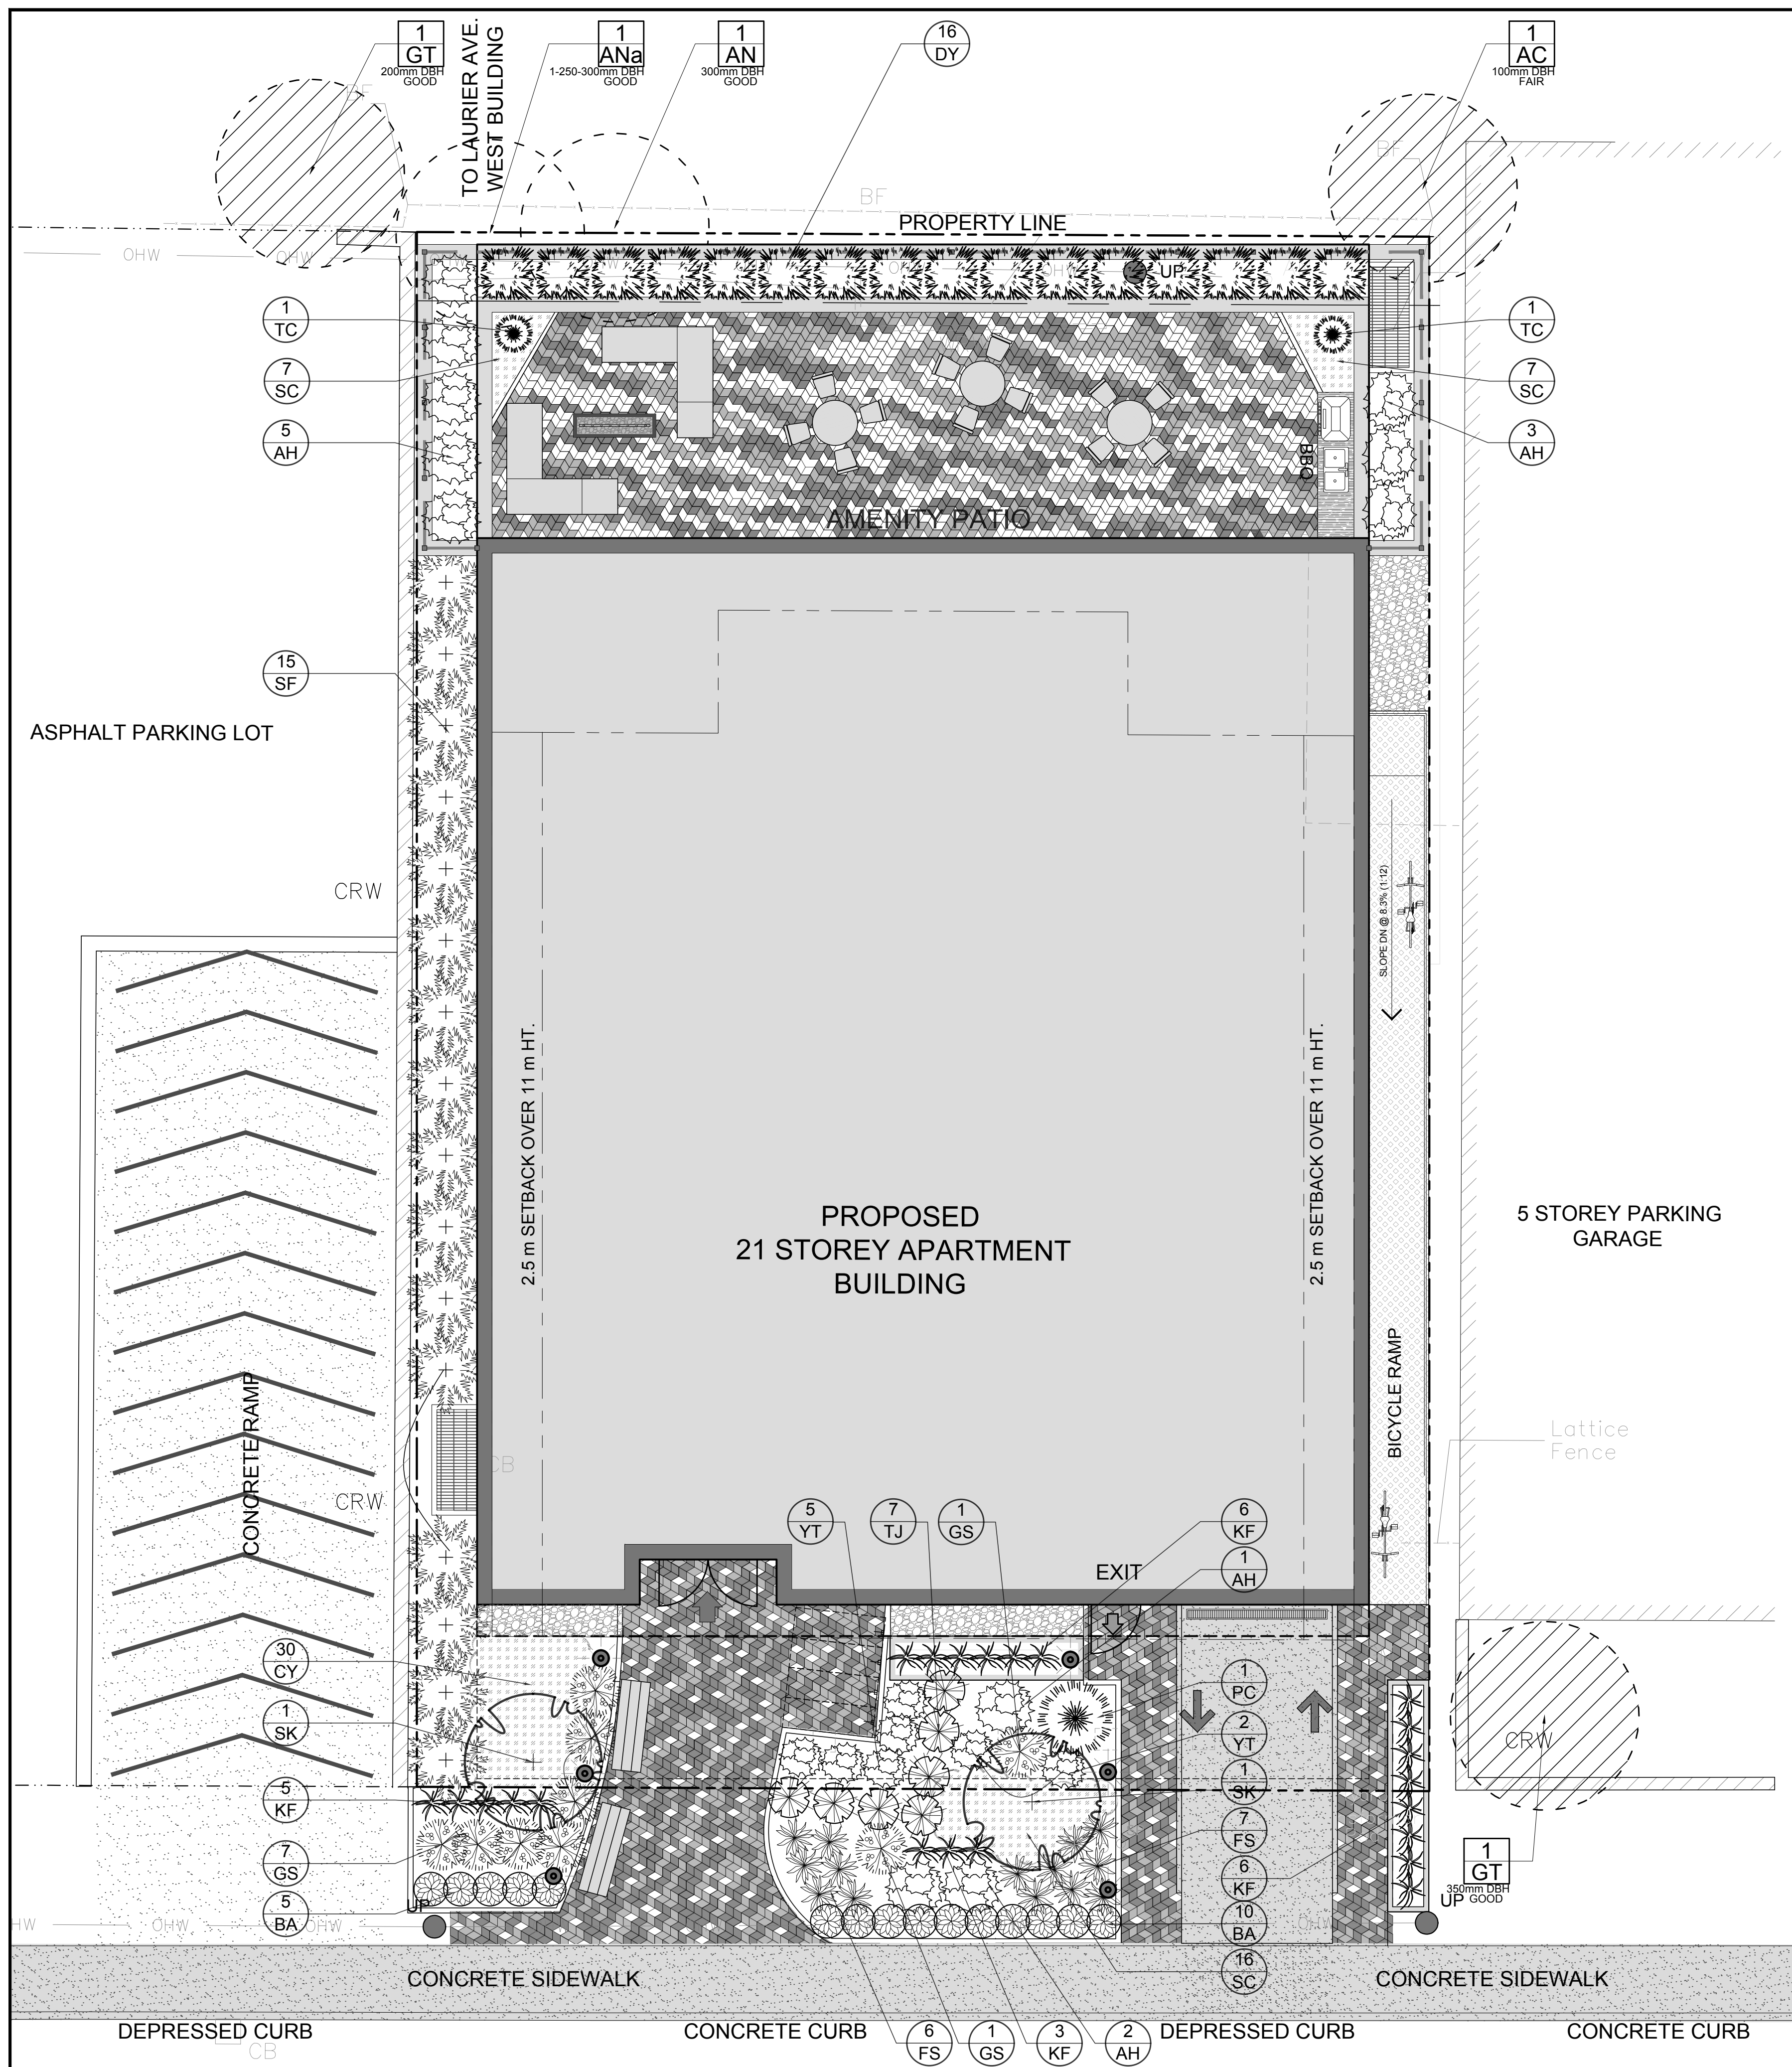 1
GT
200mm DBH
GOOD
TO LAURIER AVE.
WEST BUILDING
1
ANa
1-250-300mm DBH
GOOD
1
AN
300mm DBH
GOOD
16
DY
1
AC
100mm DBH
FAIR
BF
BF
BF
PROPERTY LINE
OHW
OHW
OHW
OHW
UP
1
TC
7
SC
5
AH
1
TC
7
SC
3
AH
BBQ
AMENITY PATIO
15
SF
ASPHALT PARKING LOT
CRW
SLOPE DN @ 8.3% (1:12)
2.5 m SETBACK OVER 11 m HT.
2.5 m SETBACK OVER 11 m HT.
PROPOSED
21 STOREY APARTMENT
BUILDING
5 STOREY PARKING
GARAGE
BICYCLE RAMP
CONCRETE RAMP
Lattice
Fence
CB
CRW
5
YT
7
TJ
1
GS
6
KF
1
AH
EXIT
30
CY
1
SK
5
KF
7
GS
5
BA
1
PC
2
YT
1
SK
7
FS
6
KF
10
BA
16
SC
CRW
1
GT
350mm DBH
GOOD
UP
UP
HW
OHW
OHW
OHW
CONCRETE SIDEWALK
CONCRETE SIDEWALK
DEPRESSED CURB
CB
CONCRETE CURB
6
FS
1
GS
3
KF
2
AH
DEPRESSED CURB
CONCRETE CURB